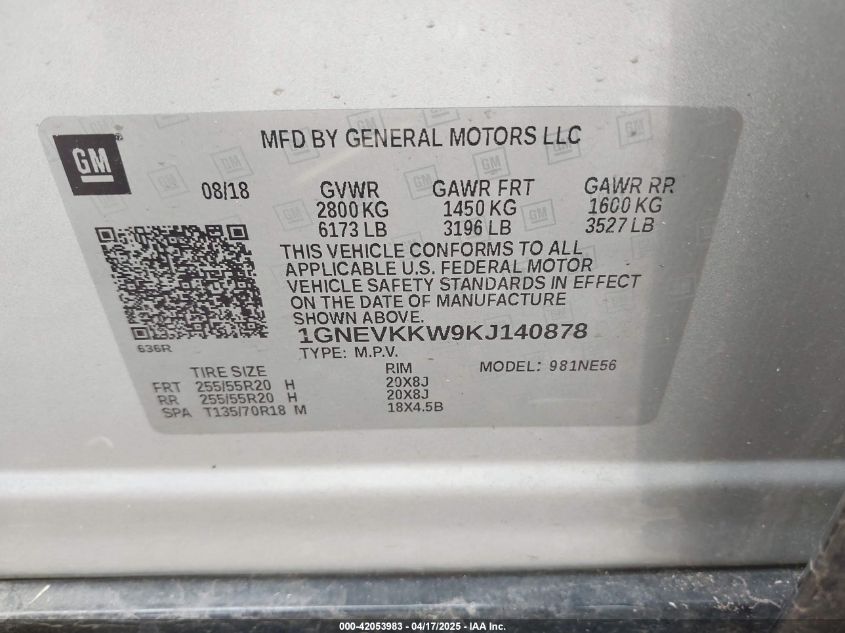 GM
MFD BY GENERAL MOTORS LLC
08/18 GVWR GAWR FRT GAWR RR
2800 KG 1450 KG 1600 KG
6173 LB 3196 LB 3527 LB
THIS VEHICLE CONFORMS TO ALL
APPLICABLE U.S. FEDERAL MOTOR
VEHICLE SAFETY STANDARDS IN EFFECT
ON THE DATE OF MANUFACTURE
SHOWN ABOVE.
1GNEVKKW9KJ140878
636R
TYPE: M.P.V.
TIRE SIZE RIM MODEL: 981NE56
FRT 255/55R20 H 20X8J
RR 255/55R20 H 20X8J
SPA T135/70R18 M 18X4.5B
000-42053983 - 04/17/2025 - IAA Inc.